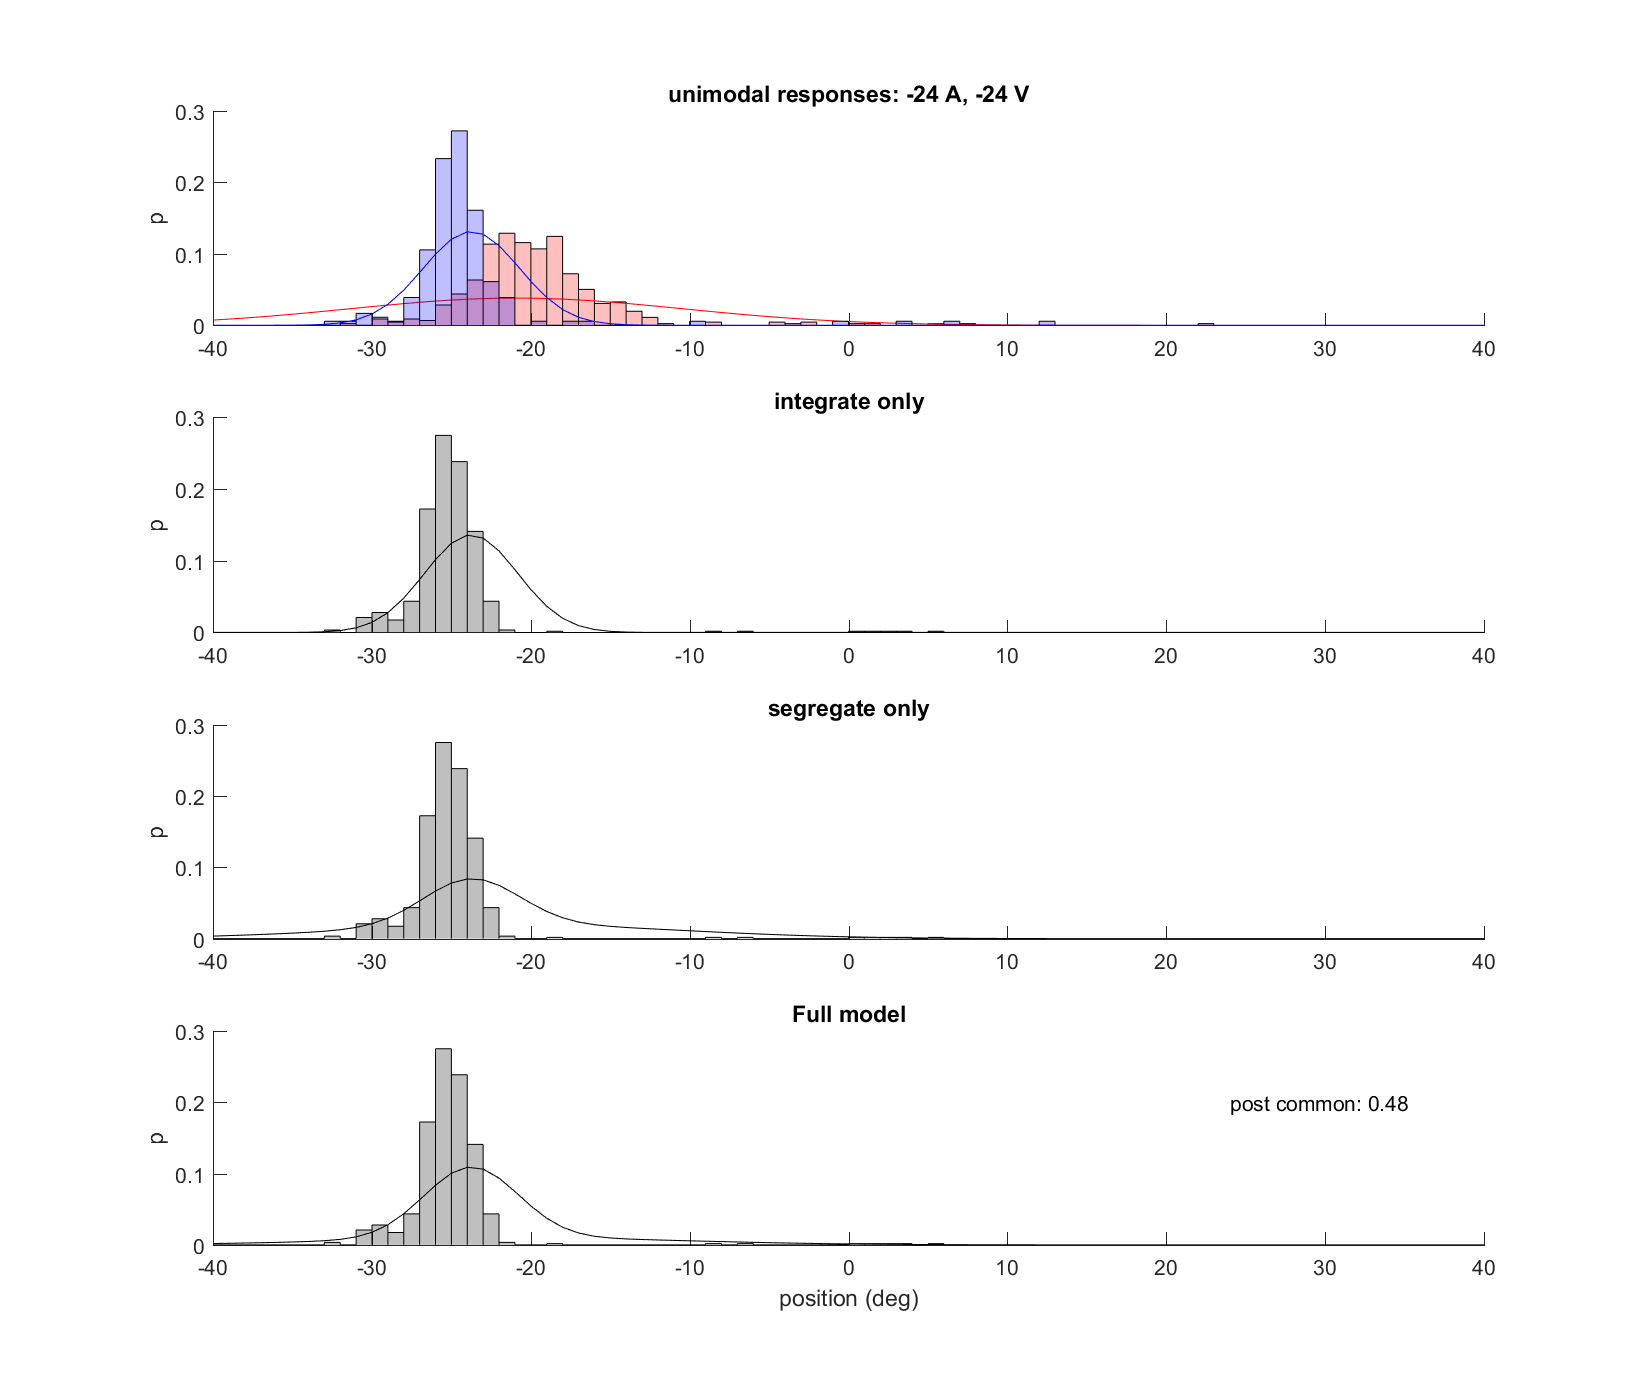 unimodal responses: -24 A, -24 V
0.3
0.2
0.1
0
p
-40 -30 -20 -10 0 10 20 30 40
integrate only
0.3
0.2
0.1
0
p
-40 -30 -20 -10 0 10 20 30 40
segregate only
0.3
0.2
0.1
0
p
-40 -30 -20 -10 0 10 20 30 40
Full model
0.3
0.2
0.1
0
p
post common: 0.48
-40 -30 -20 -10 0 10 20 30 40
position (deg)